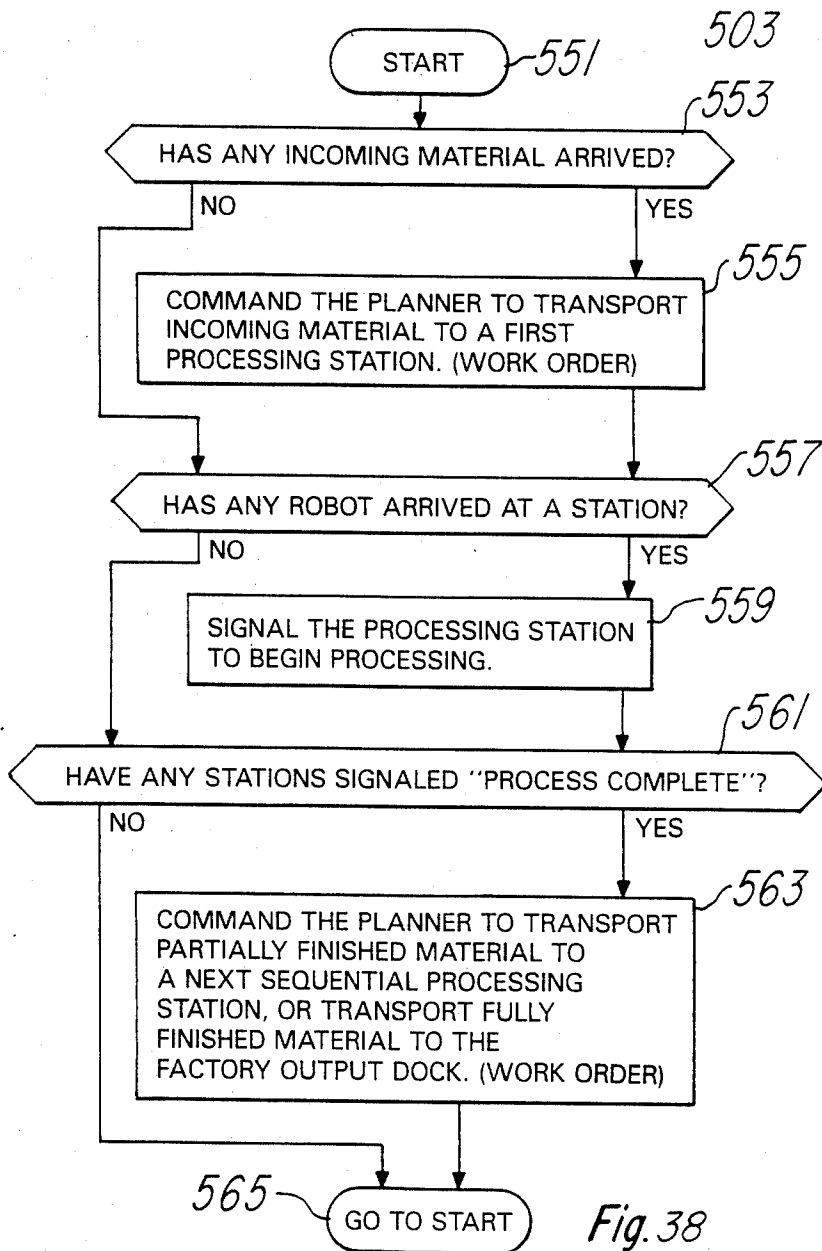 503
START
551
553
HAS ANY INCOMING MATERIAL ARRIVED?
NO
YES
555
COMMAND THE PLANNER TO TRANSPORT
INCOMING MATERIAL TO A FIRST
PROCESSING STATION. (WORK ORDER)
557
HAS ANY ROBOT ARRIVED AT A STATION?
NO
YES
559
SIGNAL THE PROCESSING STATION
TO BEGIN PROCESSING.
561
HAVE ANY STATIONS SIGNALED "PROCESS COMPLETE"?
NO
YES
563
COMMAND THE PLANNER TO TRANSPORT
PARTIALLY FINISHED MATERIAL TO
A NEXT SEQUENTIAL PROCESSING
STATION, OR TRANSPORT FULLY
FINISHED MATERIAL TO THE
FACTORY OUTPUT DOCK. (WORK ORDER)
565
GO TO START
Fig. 38